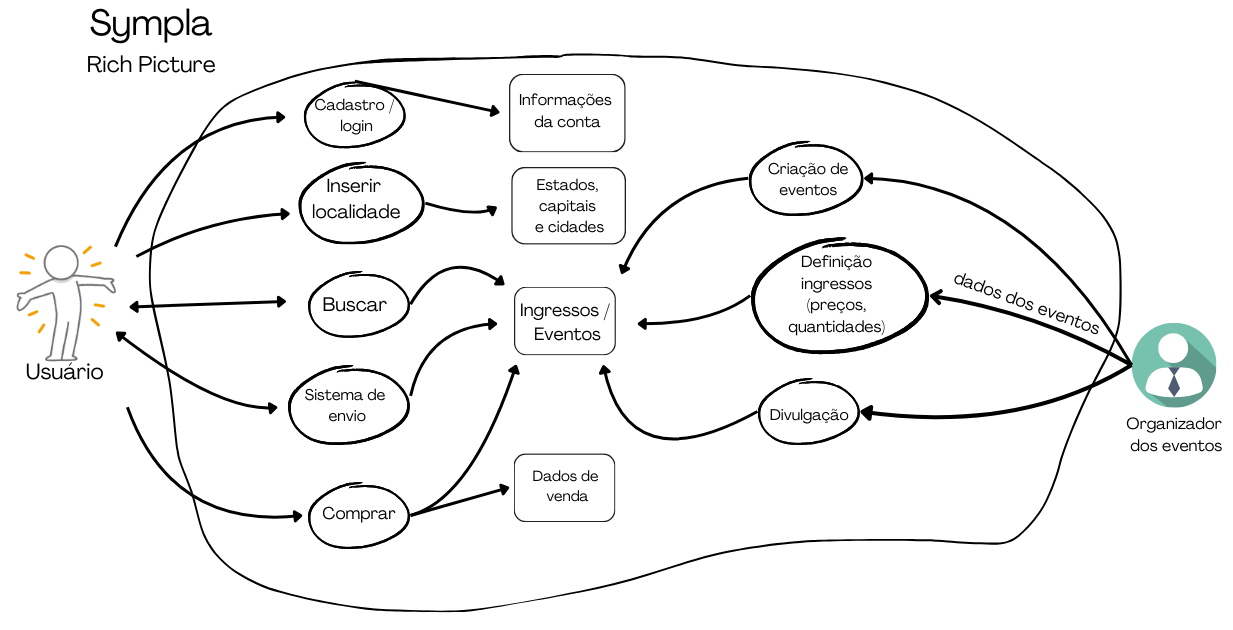 Sympla
Rich Picture
Cadastro /
login
Informações
da conta
Inserir
localidade
Estados,
capitais
e cidades
Buscar
Ingressos /
Eventos
Sistema de
envio
Comprar
Dados de
venda
Usuário
Criação de
eventos
Definição
ingressos
(preços,
quantidades)
dados dos eventos
Divulgação
Organizador
dos eventos